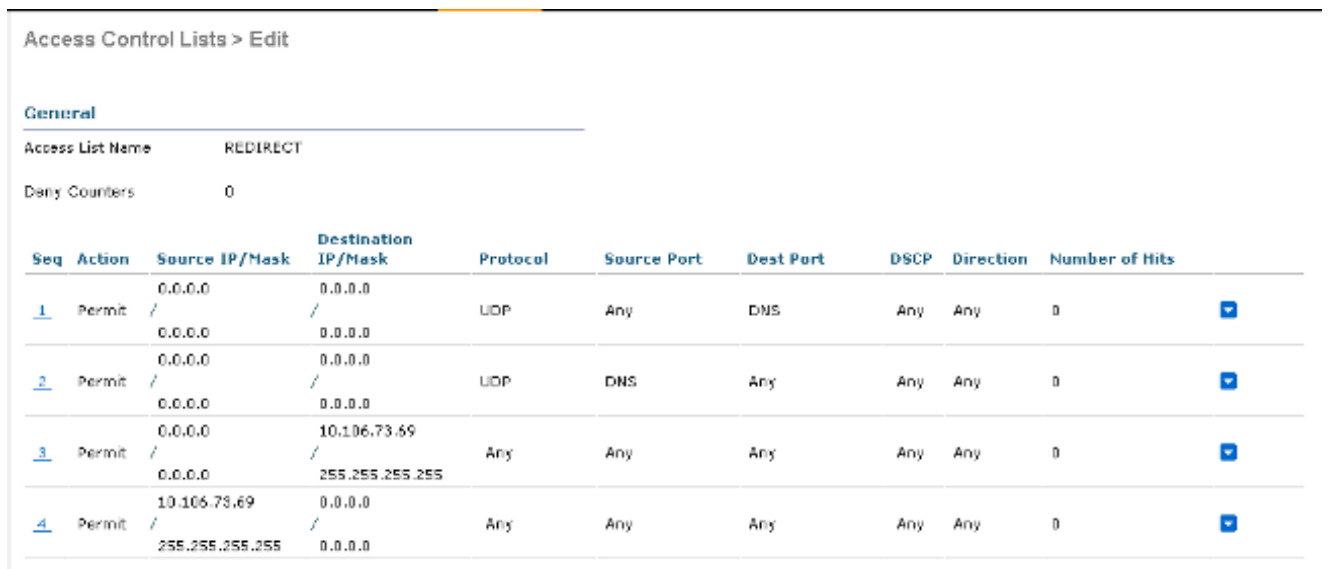 Access Control Lists > Edit
General
Access List Name REDIRECT
Deny Counters 0
Seq Action Source IP/Mask Destination IP/Mask Protocol Source Port Dest Port DSCP Direction Number of Hits
1 Permit 0.0.0.0 / 0.0.0.0 0.0.0.0 / 0.0.0.0 UDP Any DNS Any Any 0
2 Permit 0.0.0.0 / 0.0.0.0 0.0.0.0 / 0.0.0.0 UDP DNS Any Any Any 0
3 Permit 0.0.0.0 / 0.0.0.0 10.106.73.69 / 255.255.255.255 Any Any Any Any Any 0
4 Permit 10.106.73.69 / 255.255.255.255 0.0.0.0 / 0.0.0.0 Any Any Any Any Any 0